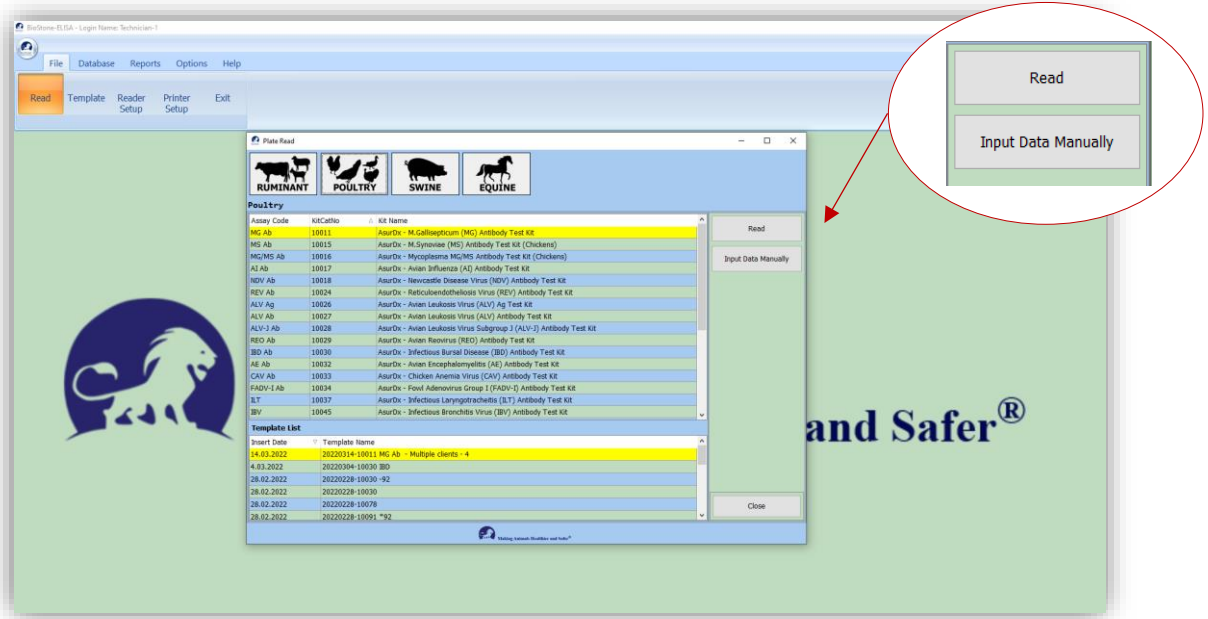 BioStone-ELISA - Login Name: Technician-1
File Database Reports Options Help
Read Template Reader Setup Printer Setup Exit
Plate Read
RUMINANT POULTRY SWINE EQUINE
Poultry
Assay Code KitCatNo Kit Name
MG Ab 10011 AsurDx - M.Gallisepticum (MG) Antibody Test Kit
MS Ab 10015 AsurDx - M.Synoviae (MS) Antibody Test Kit (Chickens)
MG/MS Ab 10016 AsurDx - Mycoplasma MG/MS Antibody Test Kit (Chickens)
AI Ab 10017 AsurDx - Avian Influenza (AI) Antibody Test Kit
NDV Ab 10018 AsurDx - Newcastle Disease Virus (NDV) Antibody Test Kit
REV Ab 10024 AsurDx - Reticuloendotheliosis Virus (REV) Antibody Test Kit
ALV Ag 10026 AsurDx - Avian Leukosis Virus (ALV) Ag Test Kit
ALV Ab 10027 AsurDx - Avian Leukosis Virus (ALV) Antibody Test Kit
ALV-J Ab 10028 AsurDx - Avian Leukosis Virus Subgroup J (ALV-J) Antibody Test Kit
REO Ab 10029 AsurDx - Avian Reovirus (REO) Antibody Test Kit
IBD Ab 10030 AsurDx - Infectious Bursal Disease (IBD) Antibody Test Kit
AE Ab 10032 AsurDx - Avian Encephalomyelitis (AE) Antibody Test Kit
CAV Ab 10033 AsurDx - Chicken Anemia Virus (CAV) Antibody Test Kit
FADV-I Ab 10034 AsurDx - Fowl Adenovirus Group I (FADV-I) Antibody Test Kit
ILT 10037 AsurDx - Infectious Laryngotracheitis (ILT) Antibody Test Kit
IBV 10045 AsurDx - Infectious Bronchitis Virus (IBV) Antibody Test Kit
Template List
Insert Date Template Name
14.03.2022 20220314-10011 MG Ab - Multiple clients - 4
4.03.2022 20220304-10030 IBD
28.02.2022 20220228-10030 -92
28.02.2022 20220228-10030
28.02.2022 20220228-10078
28.02.2022 20220228-10091 "92
Read
Input Data Manually
Close
Making Animals Healthier and Safer®
and Safer®
Read
Input Data Manually